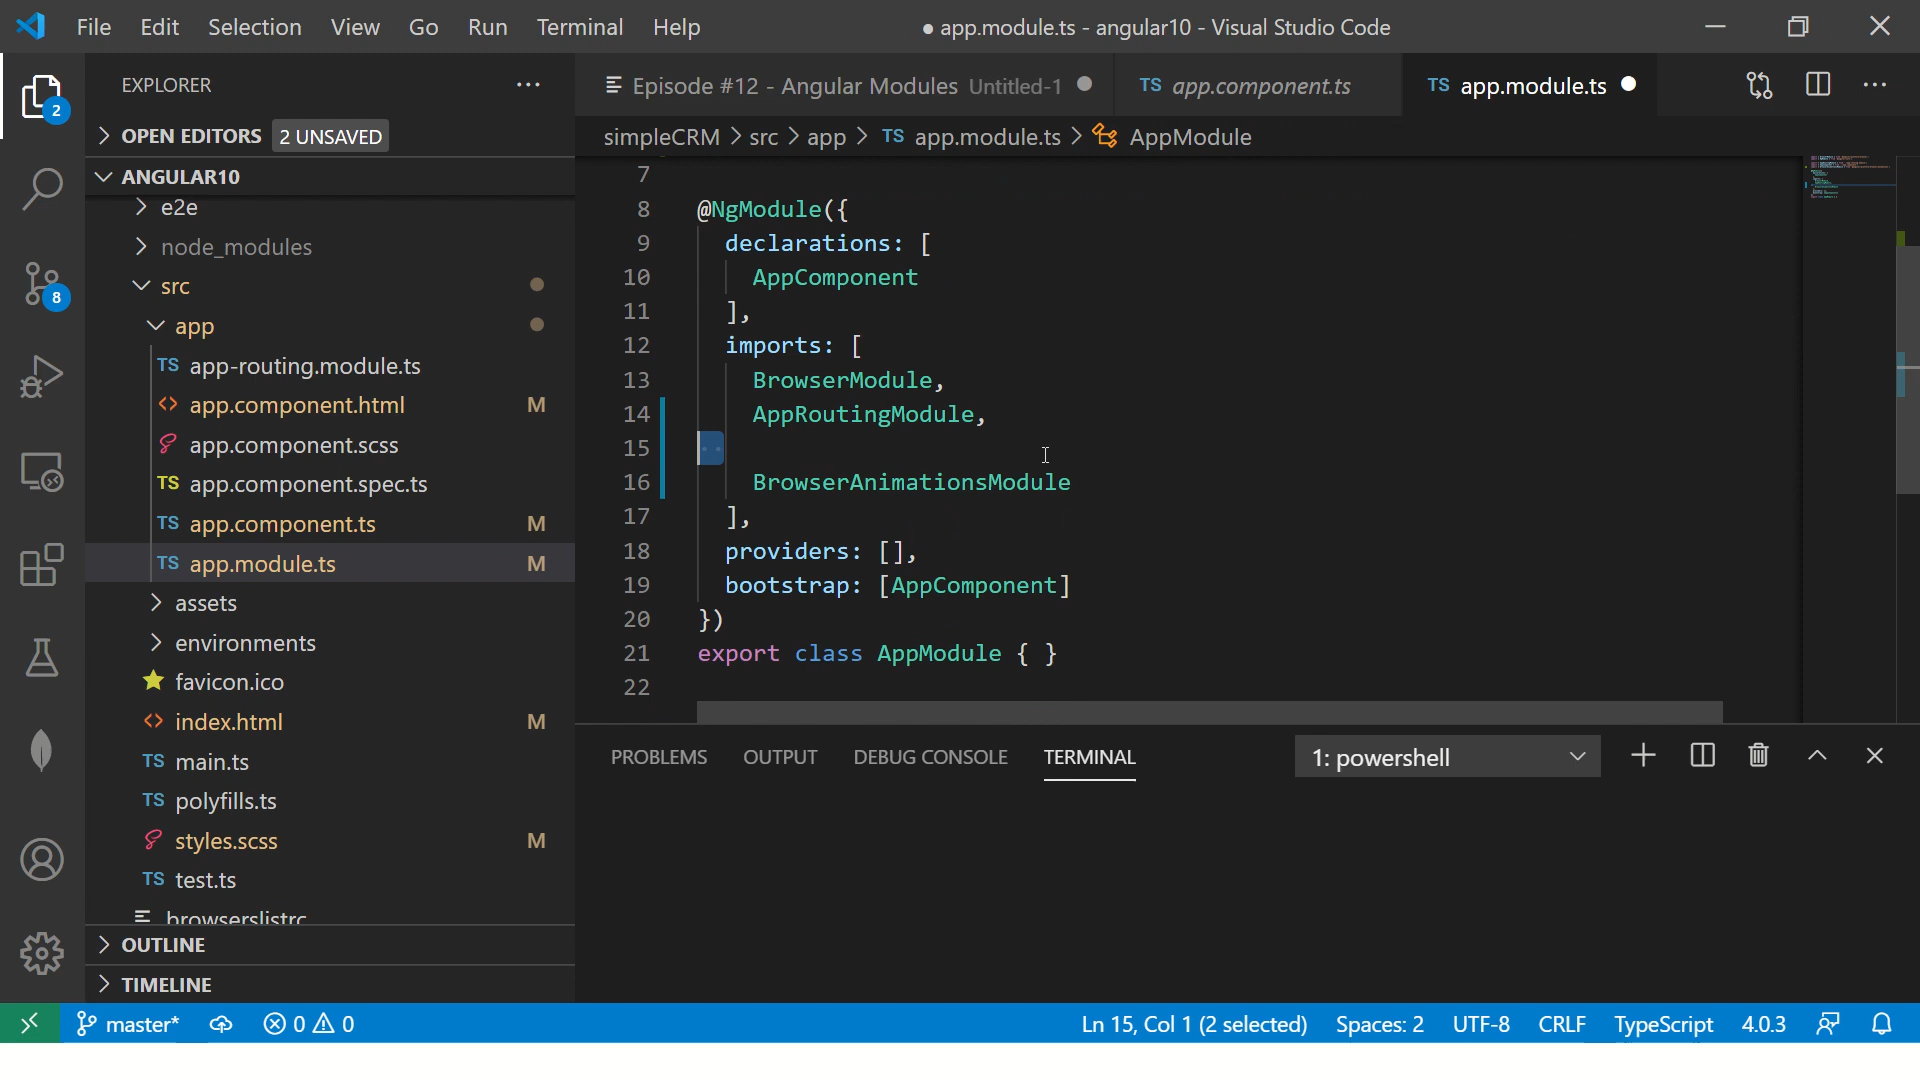 File Edit Selection View Go Run Terminal Help
● app.module.ts - angular10 - Visual Studio Code
EXPLORER
Episode #12 - Angular Modules Untitled-1
TS app.component.ts
TS app.module.ts
OPEN EDITORS 2 UNSAVED
simpleCRM > src > app > TS app.module.ts > AppModule
ANGULAR10
e2e
node_modules
src
app
TS app-routing.module.ts
<> app.component.html M
app.component.scss
TS app.component.spec.ts
TS app.component.ts M
TS app.module.ts M
assets
environments
favicon.ico
<> index.html M
TS main.ts
TS polyfills.ts
styles.scss M
TS test.ts
browserslistrc
OUTLINE
TIMELINE
2
8
7
8 @NgModule({
9 declarations: [
10 AppComponent
11 ],
12 imports: [
13 BrowserModule,
14 AppRoutingModule,
15
16 BrowserAnimationsModule
17 ],
18 providers: [],
19 bootstrap: [AppComponent]
20 })
21 export class AppModule { }
22
PROBLEMS OUTPUT DEBUG CONSOLE TERMINAL 1: powershell
master* 0 0 Ln 15, Col 1 (2 selected) Spaces: 2 UTF-8 CRLF TypeScript 4.0.3